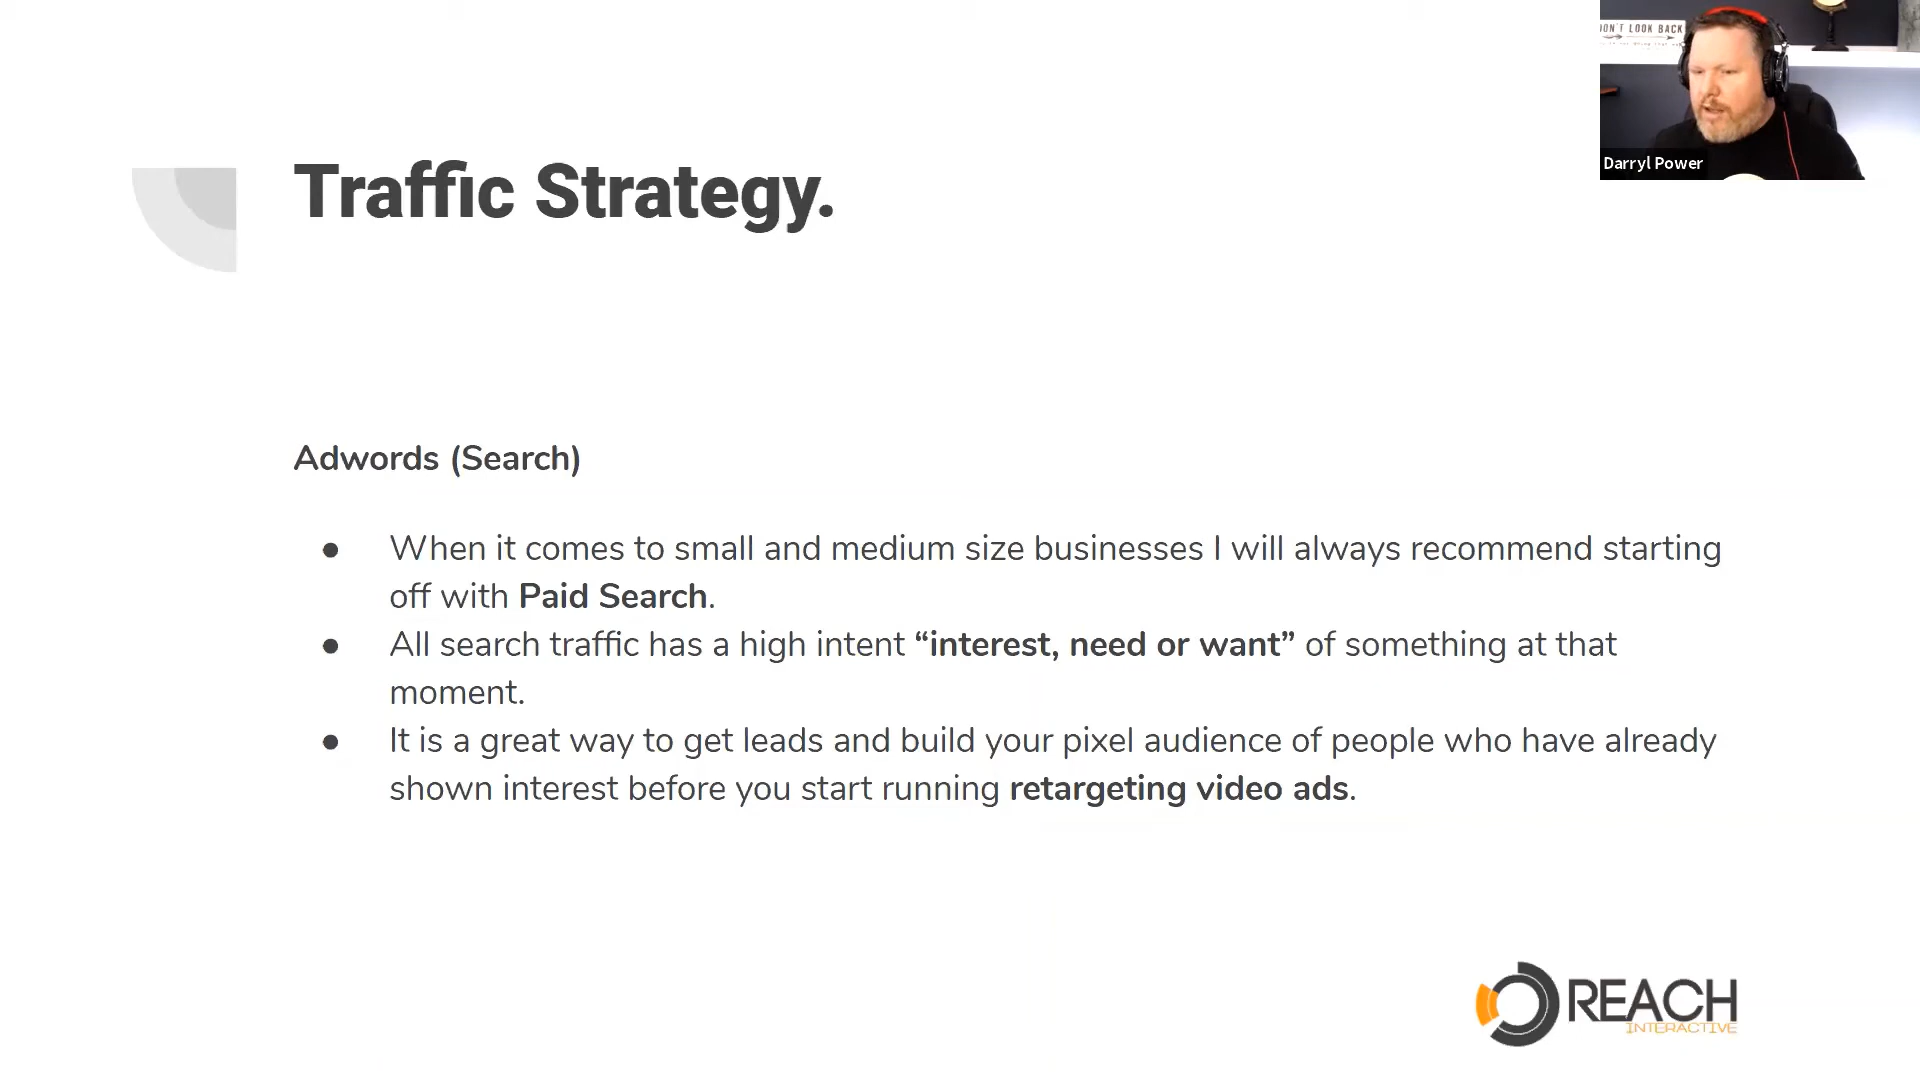 DON'T LOOK BACK
Darryl Power
Traffic Strategy.
Adwords (Search)
● When it comes to small and medium size businesses I will always recommend starting
off with Paid Search.
● All search traffic has a high intent “interest, need or want” of something at that
moment.
● It is a great way to get leads and build your pixel audience of people who have already
shown interest before you start running retargeting video ads.
REACH
INTERACTIVE